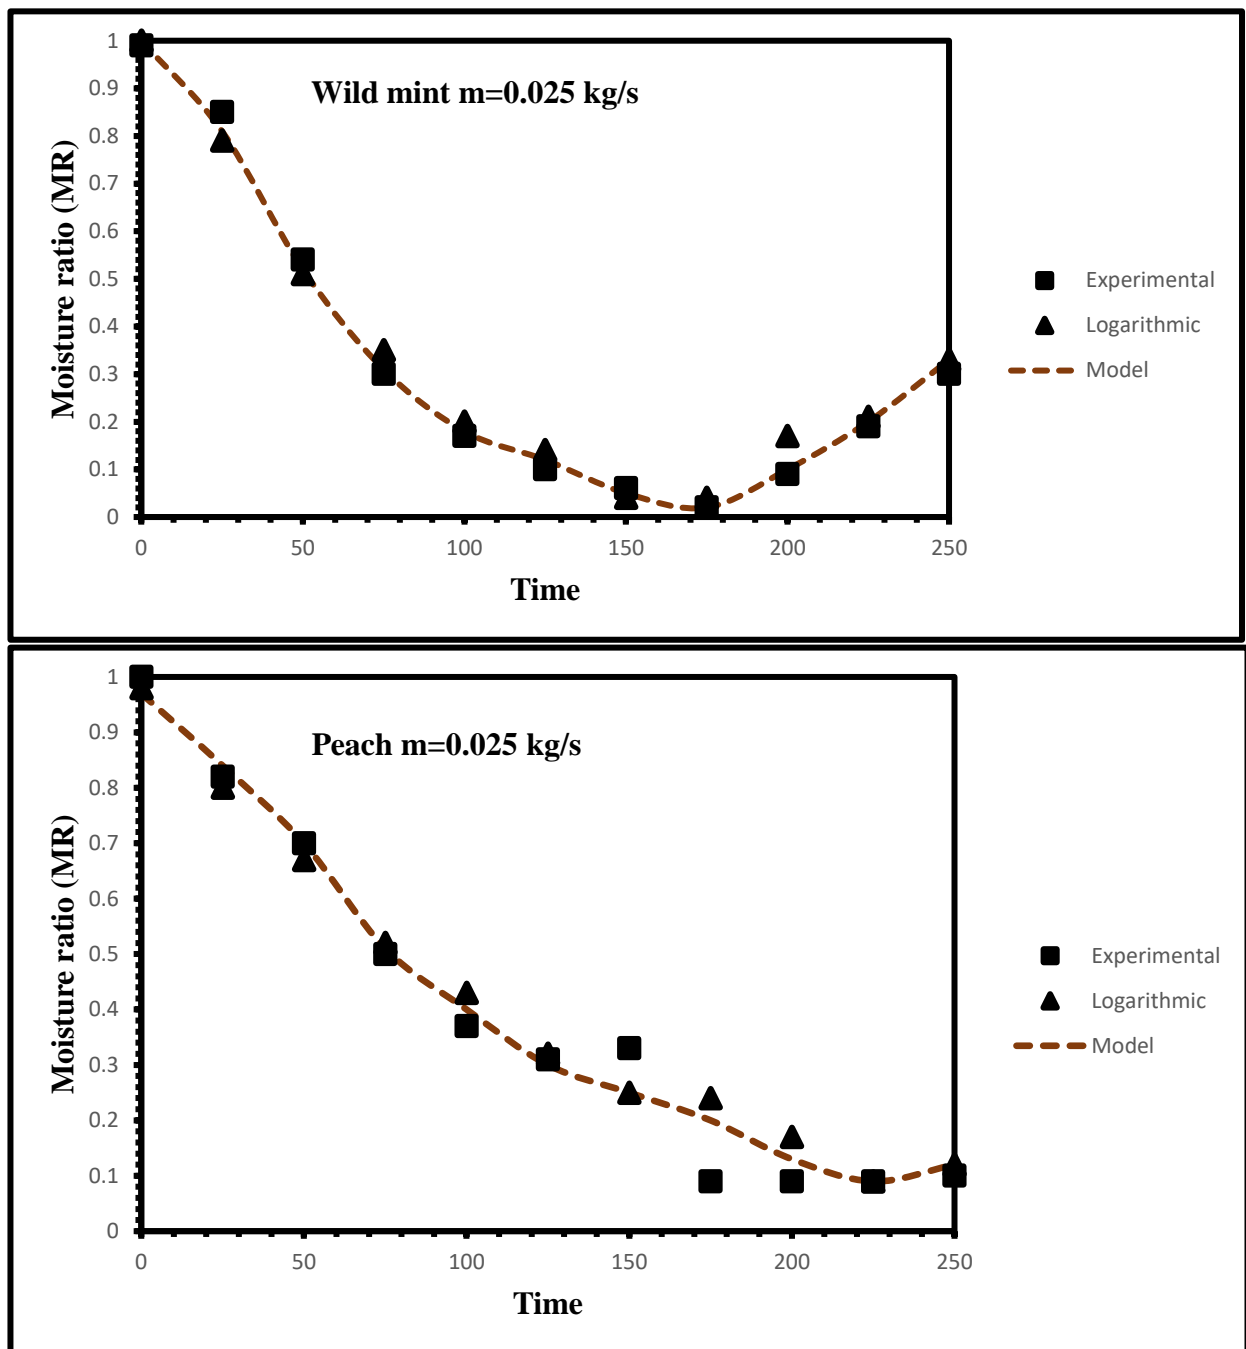 1
0.9
0.8
0.7
0.6
0.5
0.4
0.3
0.2
0.1
0
Moisture ratio (MR)
Wild mint m=0.025 kg/s
0 50 100 150 200 250
Time
Experimental
Logarithmic
Model
1
0.9
0.8
0.7
0.6
0.5
0.4
0.3
0.2
0.1
0
Moisture ratio (MR)
Peach m=0.025 kg/s
0 50 100 150 200 250
Time
Experimental
Logarithmic
Model